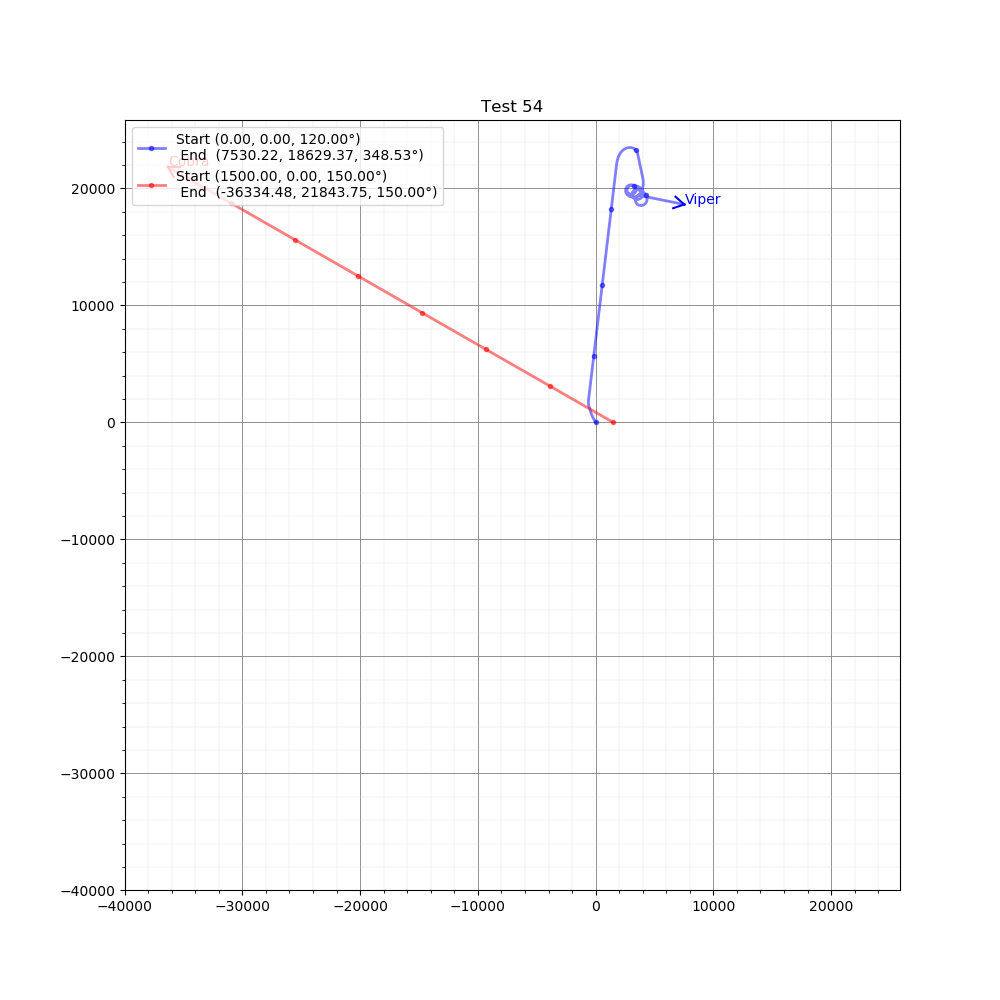 Test 54
Start (0.00, 0.00, 120.00°)
End (7530.22, 18629.37, 348.53°)
Start (1500.00, 0.00, 150.00°)
End (-36334.48, 21843.75, 150.00°)
Cobra
Viper
20000
10000
0
−10000
−20000
−30000
−40000
−40000 −30000 −20000 −10000 0 10000 20000